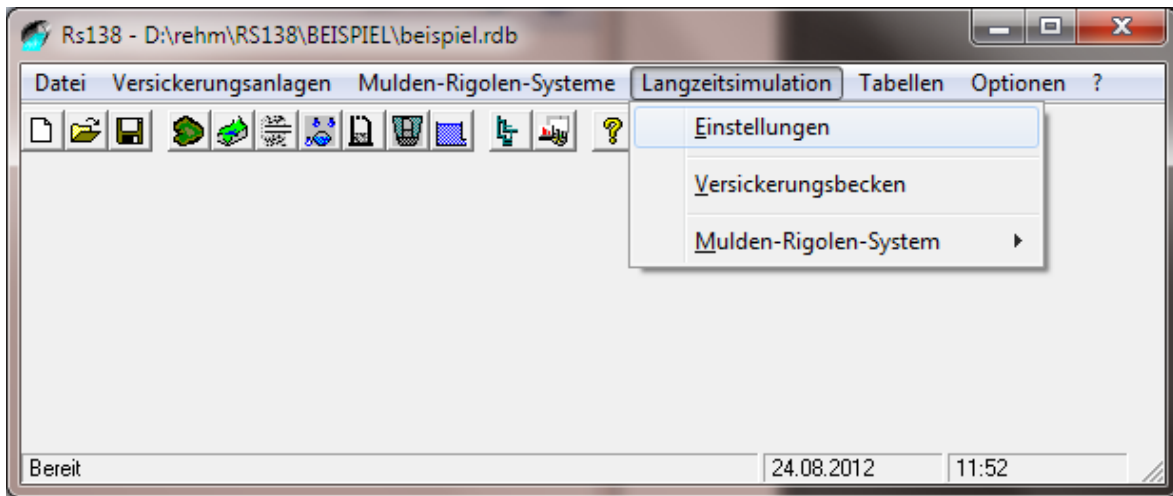 Rs138 - D:\rehm\RS138\BEISPIEL\beispiel.rdb
Datei Versickerungsanlagen Mulden-Rigolen-Systeme Langzeitsimulation Tabellen Optionen ?
Einstellungen
Versickerungsbecken
Mulden-Rigolen-System
Bereit 24.08.2012 11:52